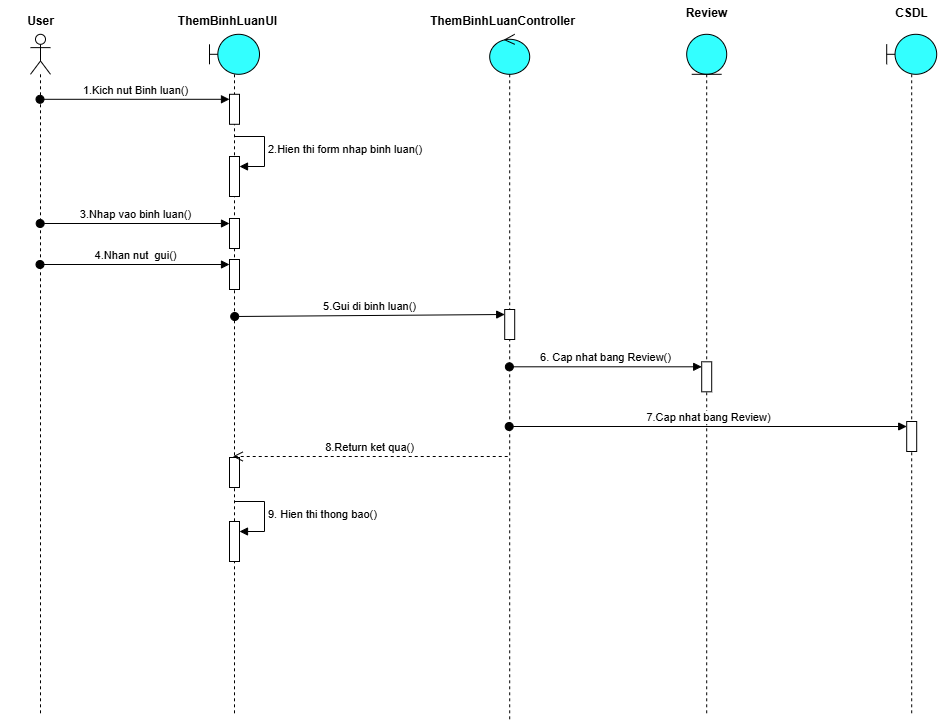 User
ThemBinhLuanUI
ThemBinhLuanController
Review
CSDL
1.Kich nut Binh luan()
2.Hien thi form nhap binh luan()
3.Nhap vao binh luan()
4.Nhan nut gui()
5.Gui di binh luan()
6. Cap nhat bang Review()
7.Cap nhat bang Review)
8.Return ket qua()
9. Hien thi thong bao()